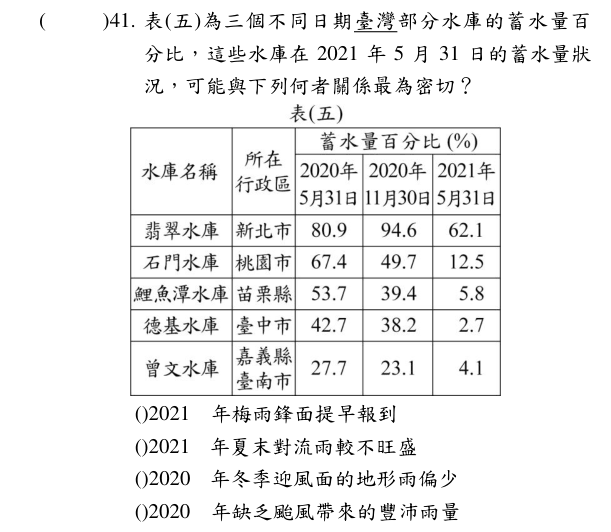 (　　)41. 表(五)為三個不同日期臺灣部分水庫的蓄水量百
分比，這些水庫在 2021 年 5 月 31 日的蓄水量狀
況，可能與下列何者關係最為密切？
表(五)
水庫名稱 所在 行政區 蓄水量百分比 (%)
2020年 2020年 2021年
5月31日 11月30日 5月31日
翡翠水庫 新北市 80.9 94.6 62.1
石門水庫 桃園市 67.4 49.7 12.5
鯉魚潭水庫 苗栗縣 53.7 39.4 5.8
德基水庫 臺中市 42.7 38.2 2.7
曾文水庫 嘉義縣 臺南市 27.7 23.1 4.1
()2021 年梅雨鋒面提早報到
()2021 年夏末對流雨較不旺盛
()2020 年冬季迎風面的地形雨偏少
()2020 年缺乏颱風帶來的豐沛雨量